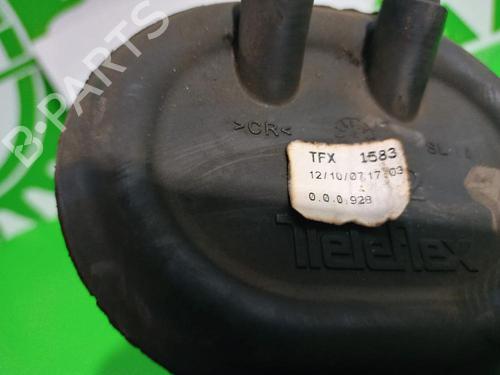 B-PARTS
>CR<
TFX 1583
12/10/07 17:03
0.0.0.928
Teleflex